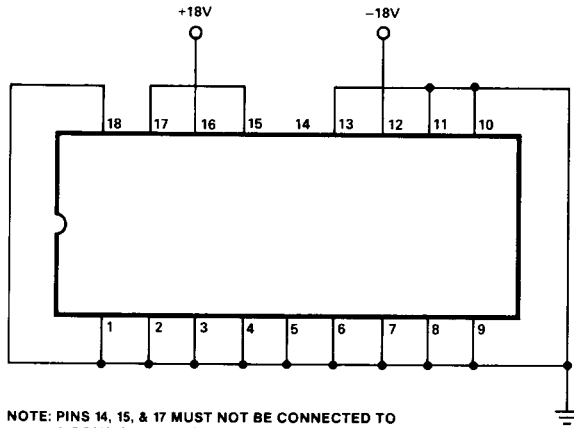 +18V −18V
18 17 16 15 14 13 12 11 10
1 2 3 4 5 6 7 8 9
NOTE: PINS 14, 15, & 17 MUST NOT BE CONNECTED TO